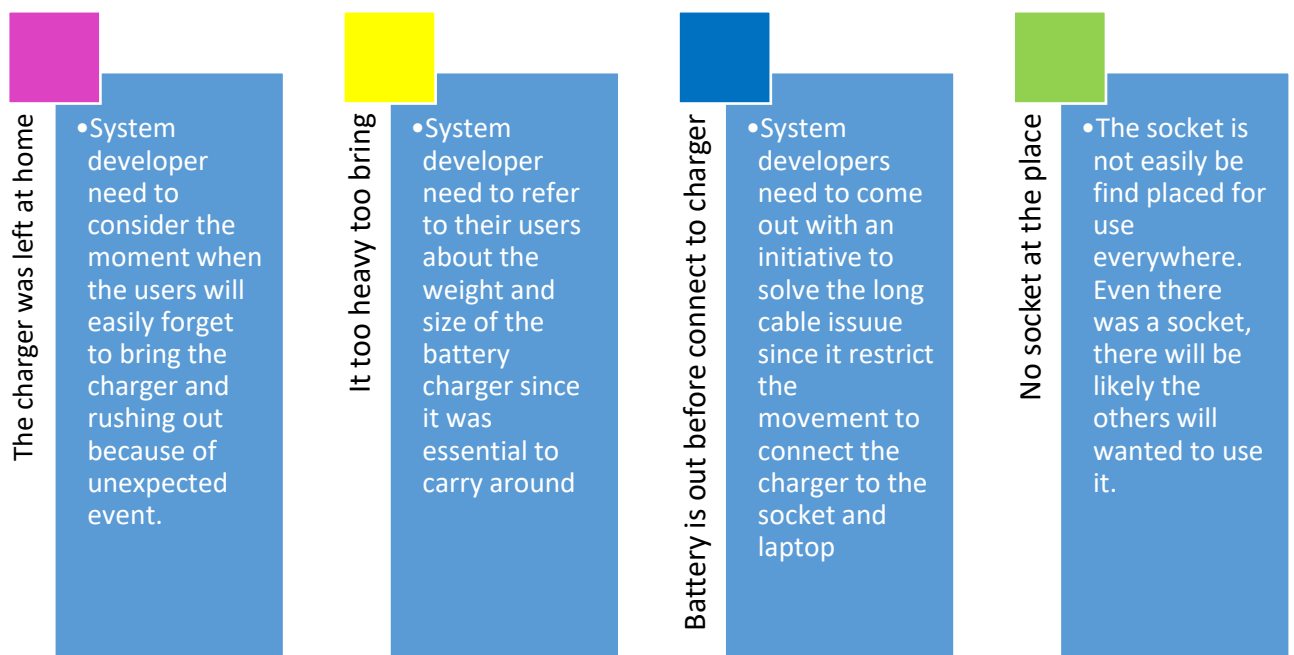 The charger was left at home
•System
developer
need to
consider the
moment when
the users will
easily forget
to bring the
charger and
rushing out
because of
unexpected
event.
It too heavy too bring
•System
developer
need to refer
to their users
about the
weight and
size of the
battery
charger since
it was
essential to
carry around
Battery is out before connect to charger
•System
developers
need to come
out with an
initiative to
solve the long
cable issuue
since it restrict
the
movement to
connect the
charger to the
socket and
laptop
No socket at the place
•The socket is
not easily be
find placed for
use
everywhere.
Even there
was a socket,
there will be
likely the
others will
wanted to use
it.